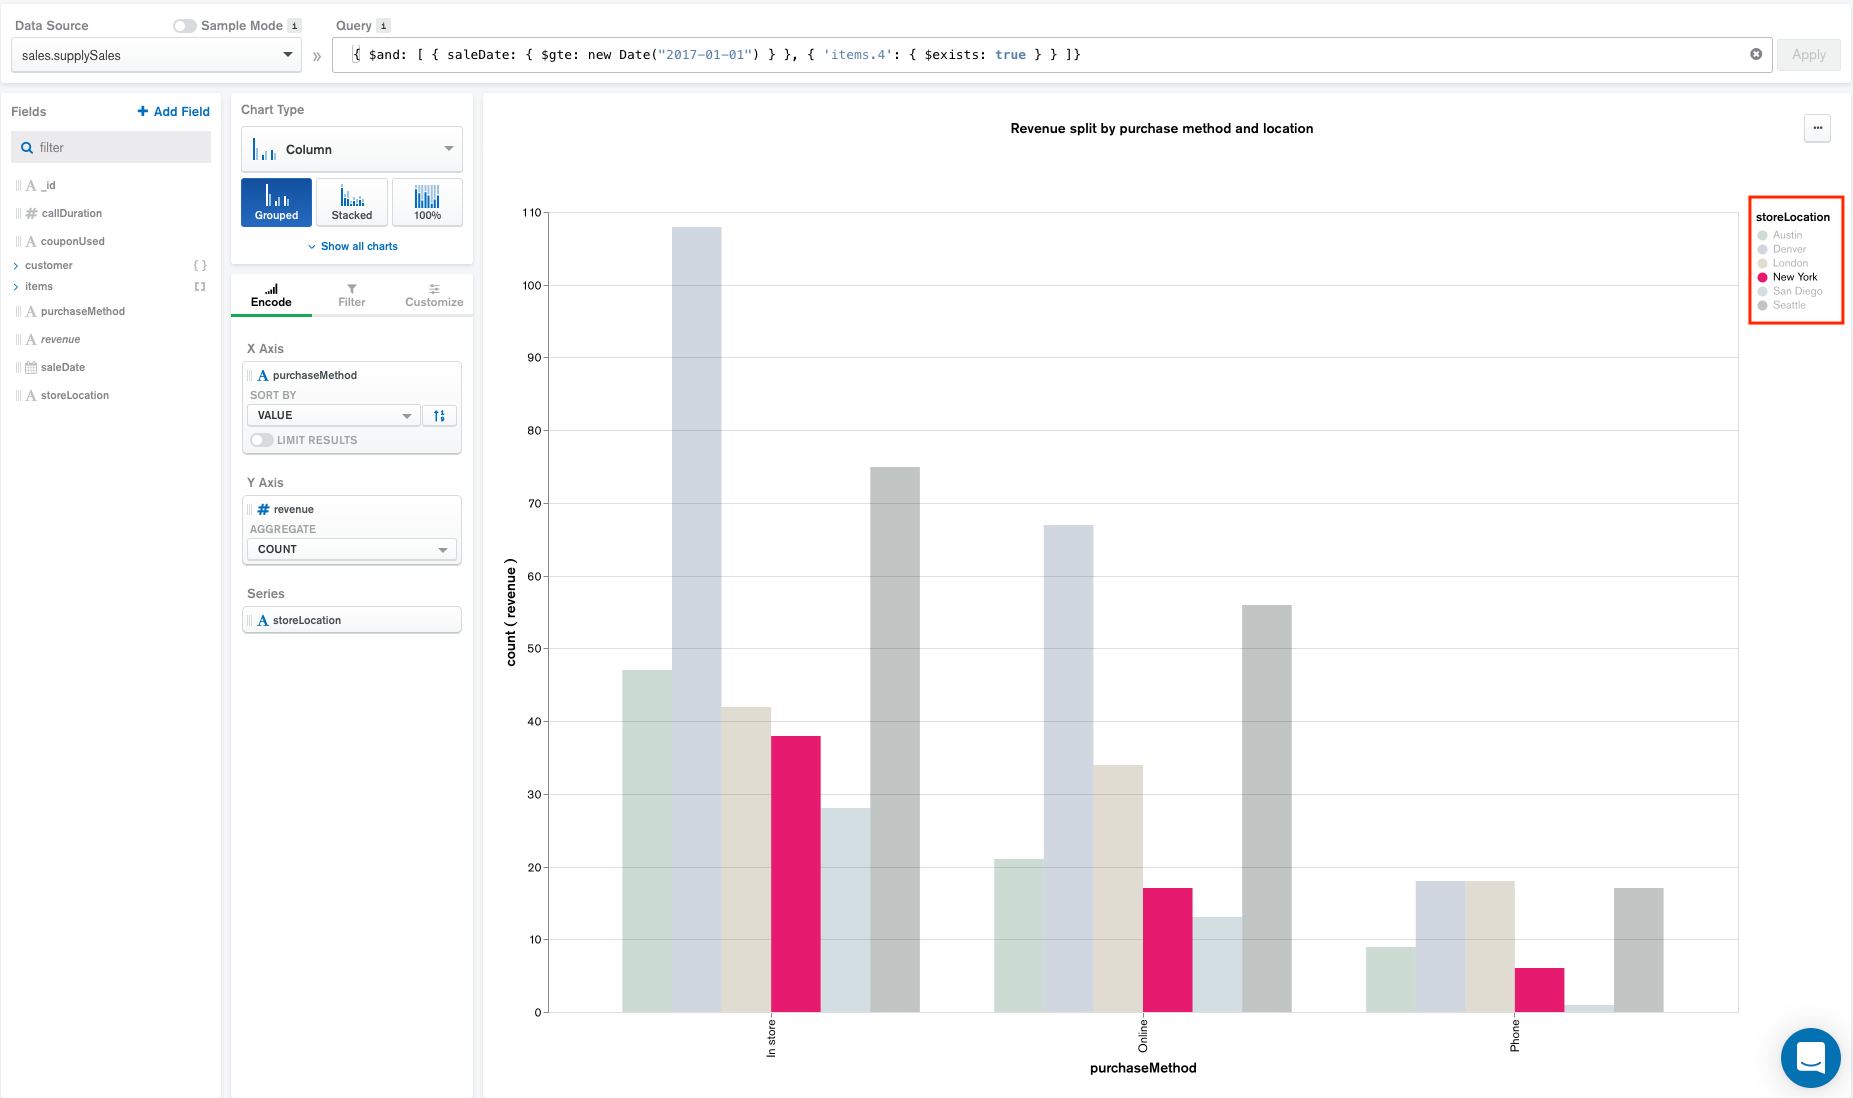 Data Source
Sample Mode i
Query i
sales.supplySales
»
{ $and: [ { saleDate: { $gte: new Date("2017-01-01") } }, { 'items.4': { $exists: true } } ]}
Apply
Fields
+ Add Field
filter
A _id
# callDuration
A couponUsed
customer { }
items [ ]
A purchaseMethod
A revenue
saleDate
A storeLocation
Chart Type
Column
Grouped
Stacked
100%
Show all charts
Encode
Filter
Customize
X Axis
A purchaseMethod
SORT BY
VALUE
LIMIT RESULTS
Y Axis
# revenue
AGGREGATE
COUNT
Series
A storeLocation
Revenue split by purchase method and location
...
110
100
90
80
70
60
50
40
30
20
10
0
count ( revenue )
In store
Online
Phone
purchaseMethod
storeLocation
Austin
Denver
London
New York
San Diego
Seattle